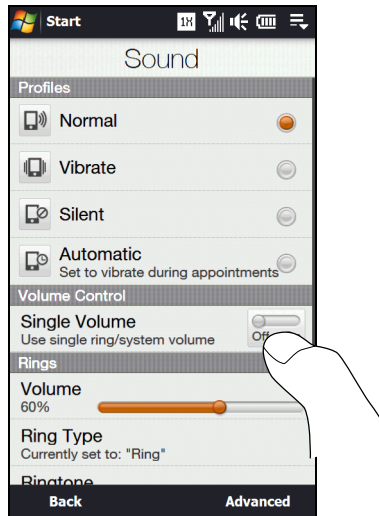 Start
1X
Sound
Profiles
Normal
Vibrate
Silent
Automatic
Set to vibrate during appointments
Volume Control
Single Volume
Use single ring/system volume
Off
Rings
Volume
60%
Ring Type
Currently set to: "Ring"
Ringtone
Back
Advanced